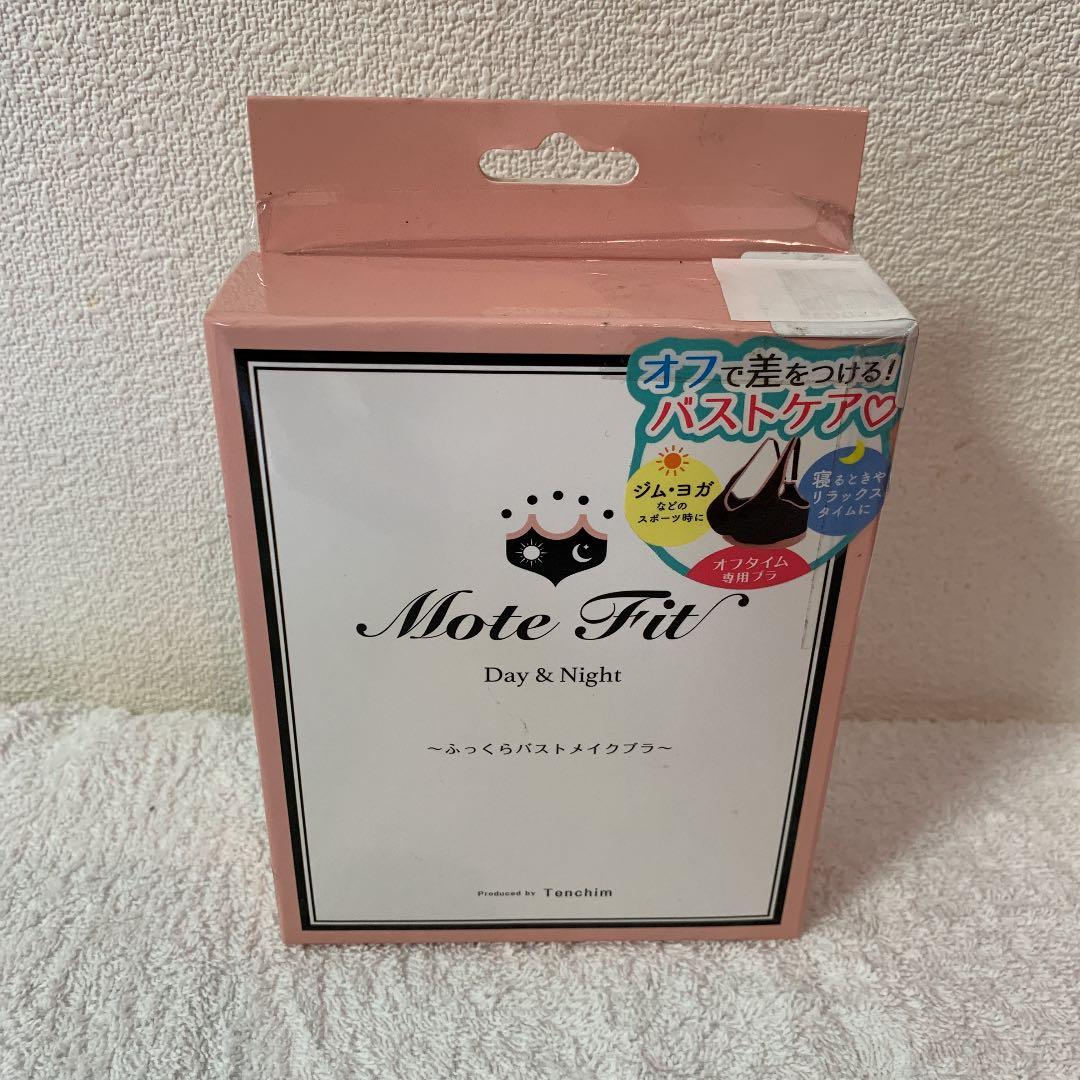 オフで差をつける!
バストケア♡
ジム・ヨガ
などの
スポーツ時に
寝るときや
リラックス
タイムに
オフタイム
専用ブラ
Mote Fit
Day & Night
～ふっくらバストメイクブラ～
Produced by Tenchim